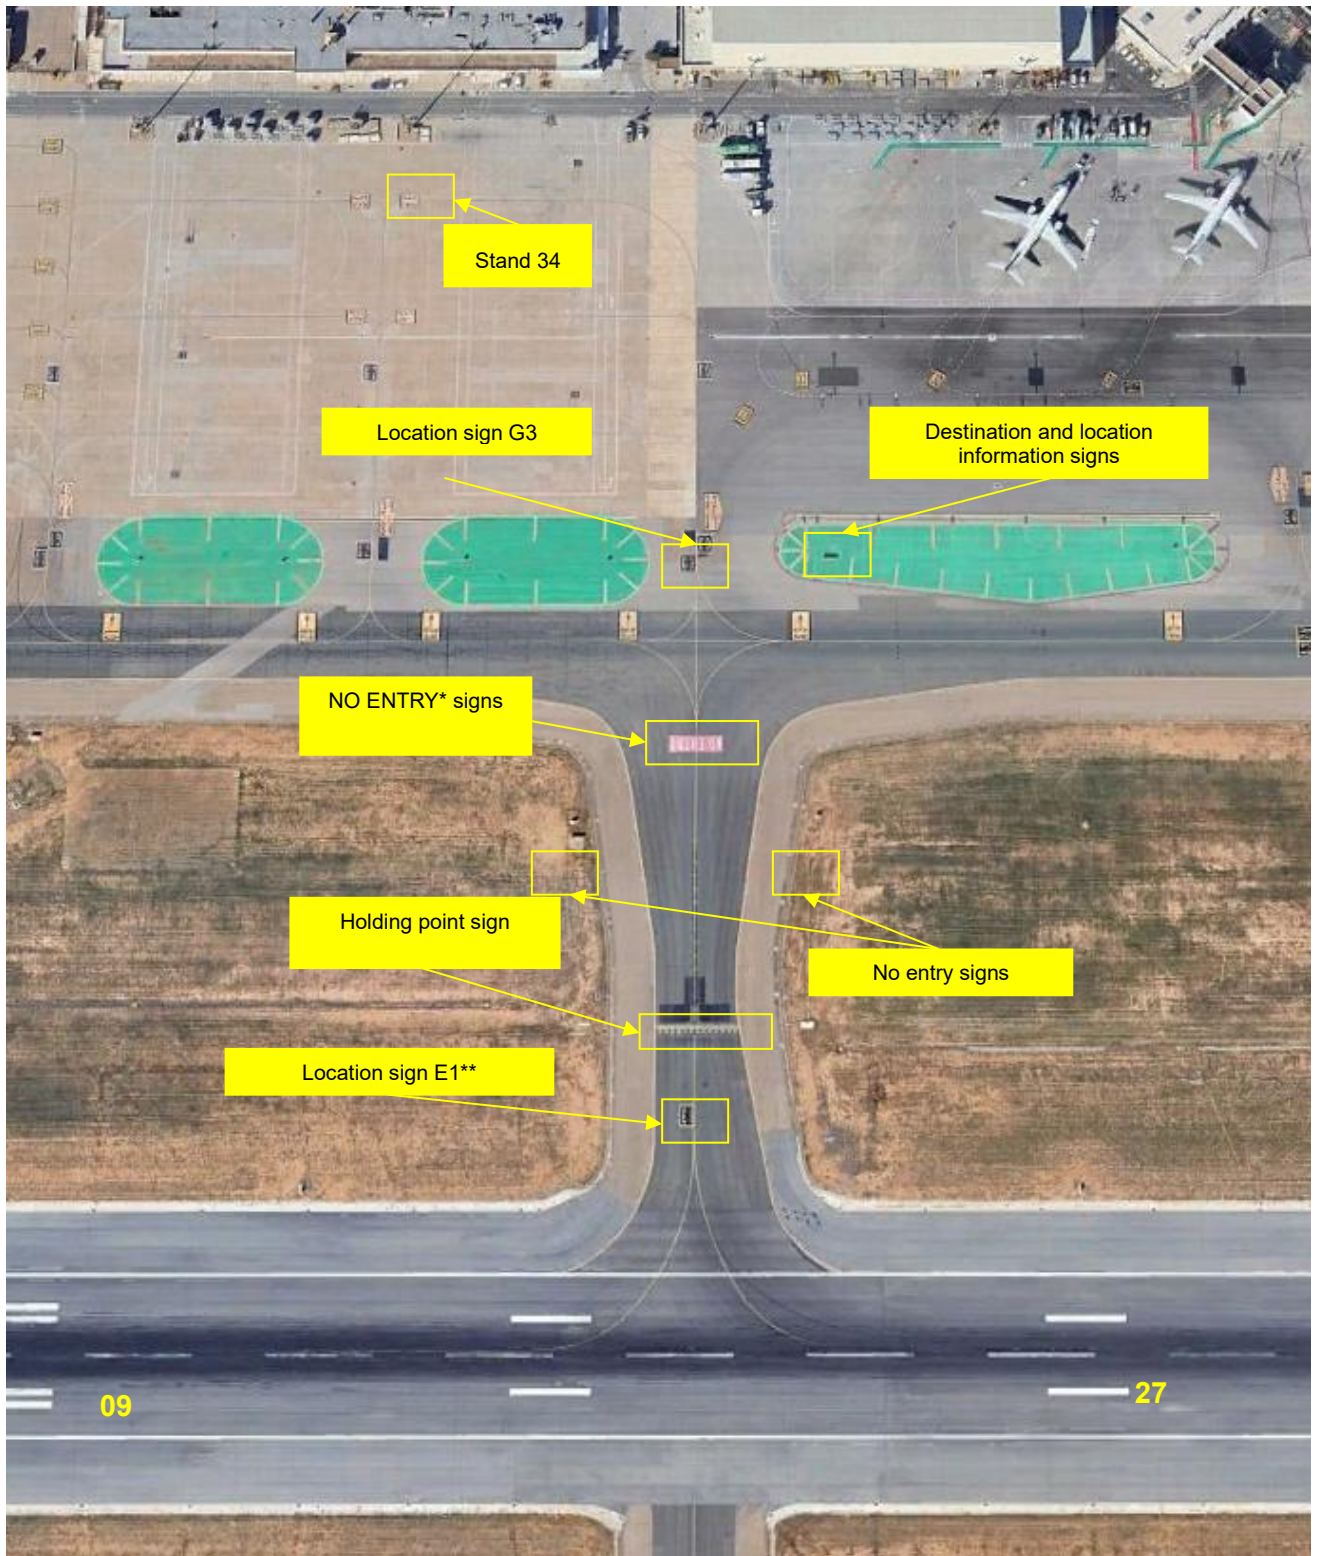 Stand 34
Location sign G3
Destination and location
information signs
NO ENTRY* signs
Holding point sign
No entry signs
Location sign E1**
09
27